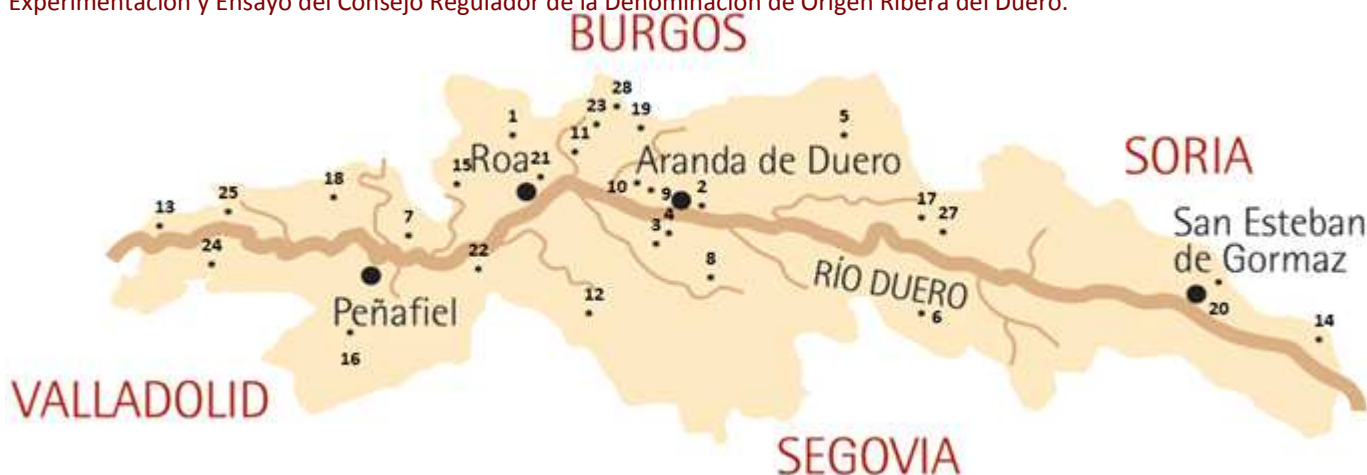 Experimentación y Ensayo del Consejo Regulador de la Denominación de Origen Ribera del Duero.
BURGOS
28
23 19
1 5
11
Roa 21 Aranda de Duero SORIA
15
18 10 9 2 17
25 27
13 4 San Esteban
7 3 de Gormaz
24 22 8 RÍO DUERO
Peñafiel 12 6 20 14
16
VALLADOLID
SEGOVIA